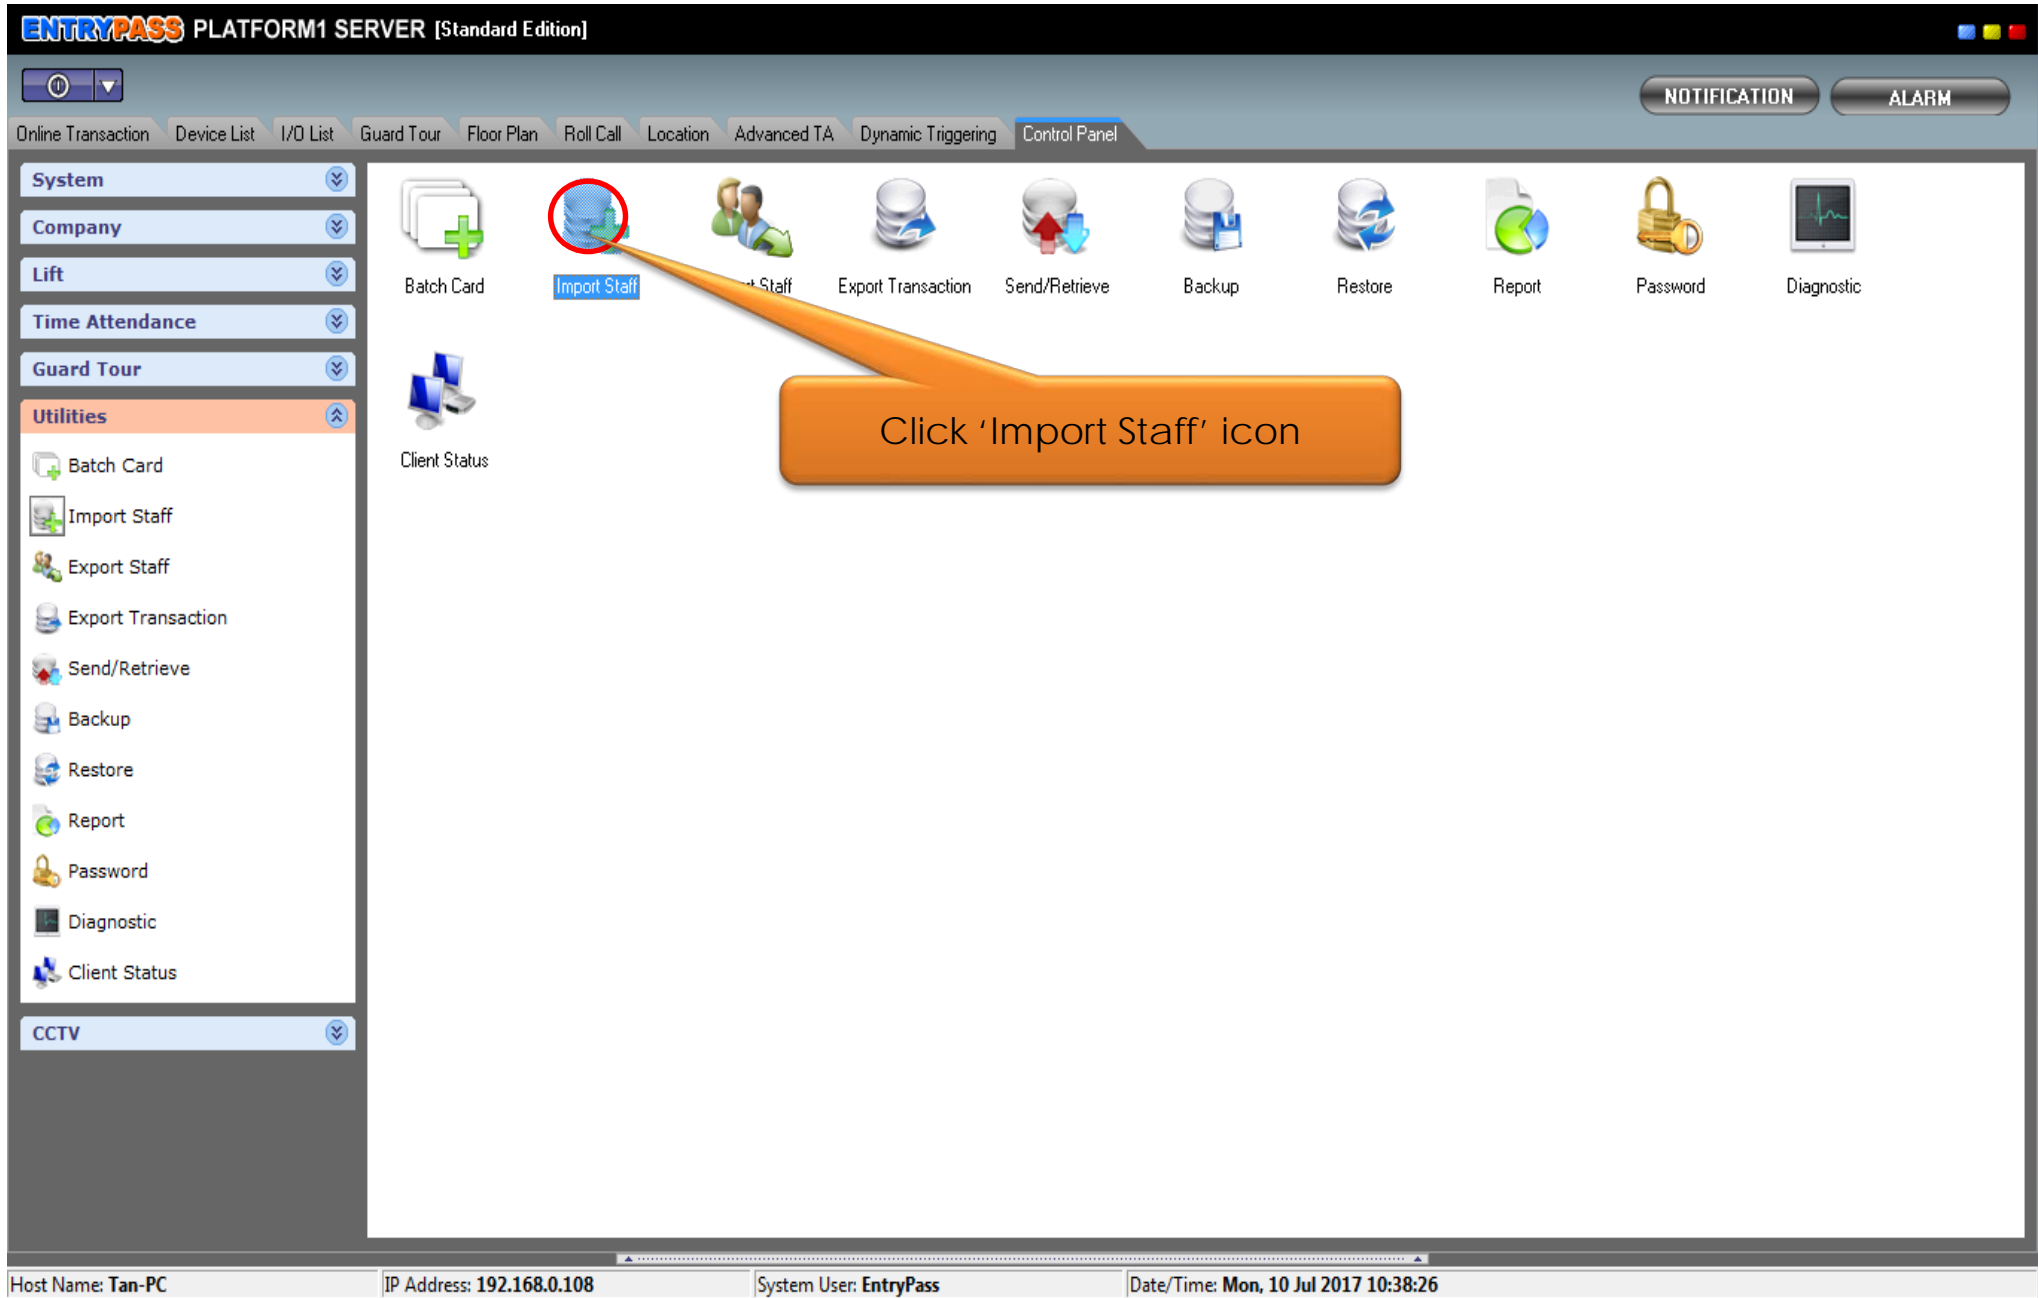 ENTRYPASS PLATFORM1 SERVER [Standard Edition]
NOTIFICATION ALARM
Online Transaction Device List I/O List Guard Tour Floor Plan Roll Call Location Advanced TA Dynamic Triggering Control Panel
System
Company
Lift
Time Attendance
Guard Tour
Utilities
Batch Card
Import Staff
Export Staff
Export Transaction
Send/Retrieve
Backup
Restore
Report
Password
Diagnostic
Client Status
CCTV
Batch Card Import Staff Staff Export Transaction Send/Retrieve Backup Restore Report Password Diagnostic
Client Status
Click ‘Import Staff’ icon
Host Name: Tan-PC IP Address: 192.168.0.108 System User: EntryPass Date/Time: Mon, 10 Jul 2017 10:38:26